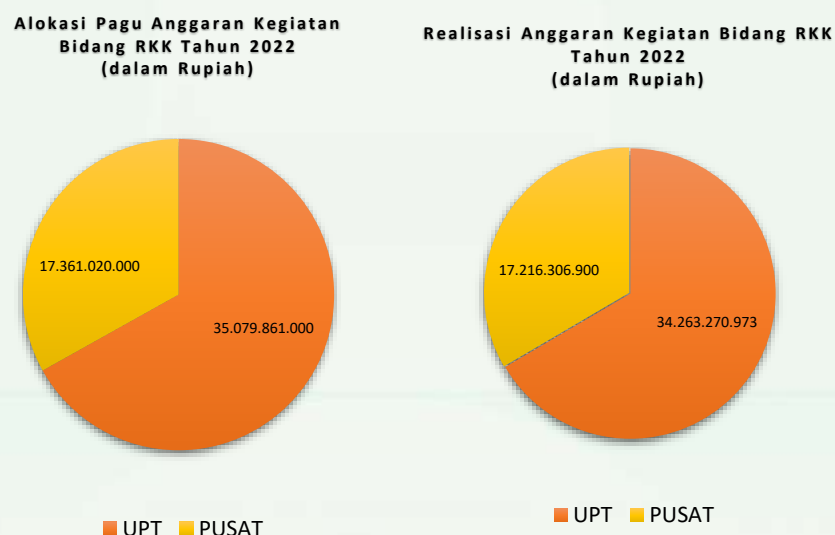 Alokasi Pagu Anggaran Kegiatan
Bidang RKK Tahun 2022
(dalam Rupiah)
17.361.020.000
35.079.861.000
UPT PUSAT
Realisasi Anggaran Kegiatan Bidang RKK
Tahun 2022
(dalam Rupiah)
17.216.306.900
34.263.270.973
UPT PUSAT